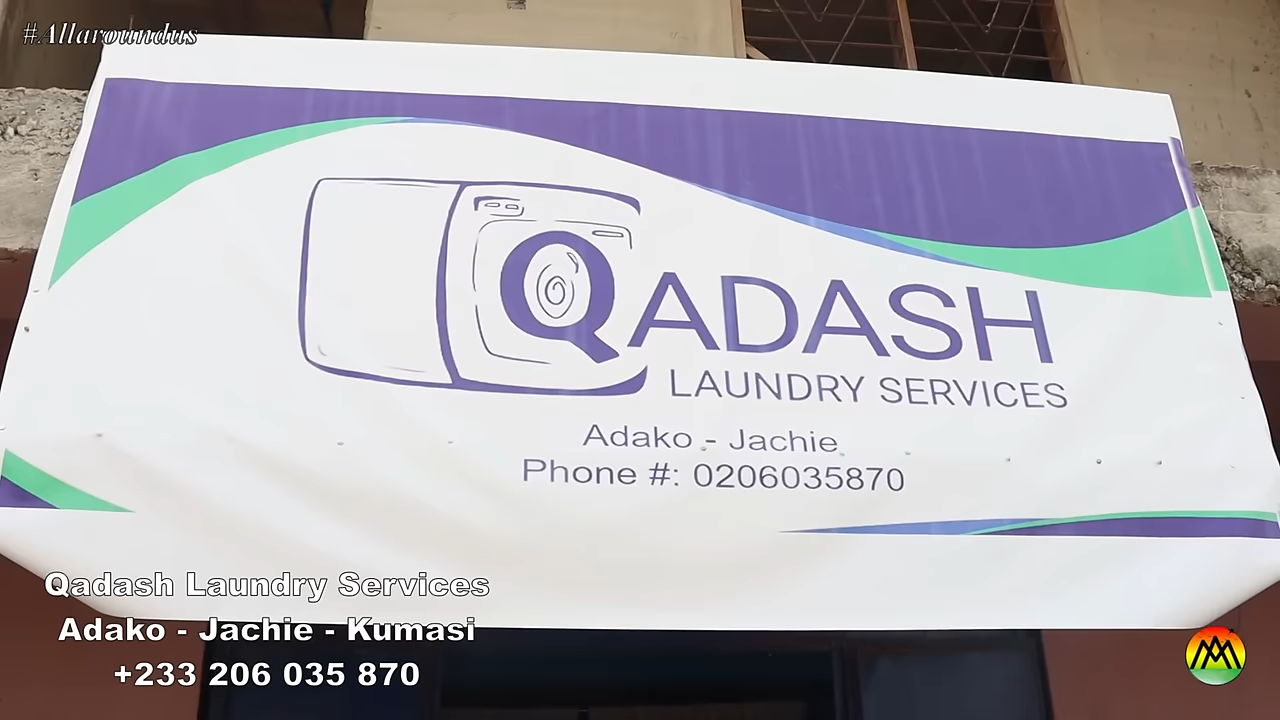 #Allaroundus
QADASH
LAUNDRY SERVICES
Adako - Jachie
Phone #: 0206035870
Qadash Laundry Services
Adako - Jachie - Kumasi
+233 206 035 870